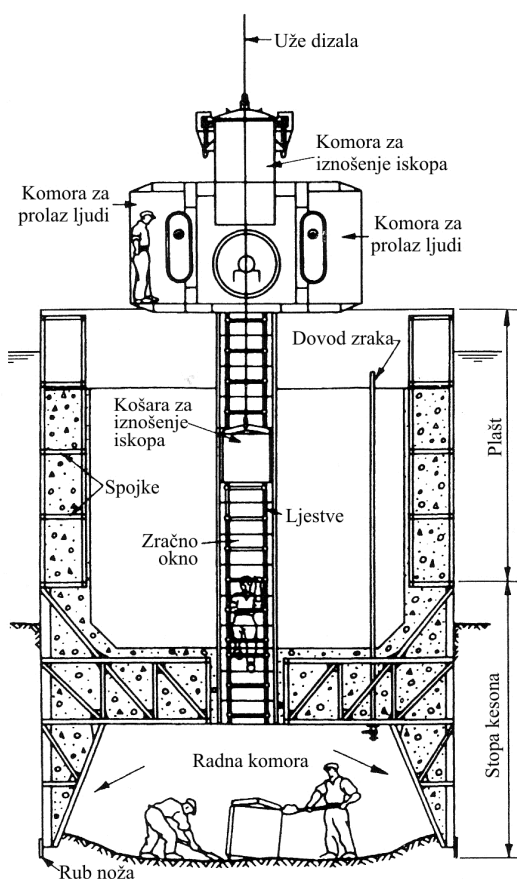 Uže dizala
Komora za
iznošenje iskopa
Komora za
prolaz ljudi
Komora za
prolaz ljudi
Dovod zraka
Košara za
iznošenje
iskopa
Plašt
Spojke
Ljestve
Zračno
okno
Stopa kesona
Radna komora
Rub noža